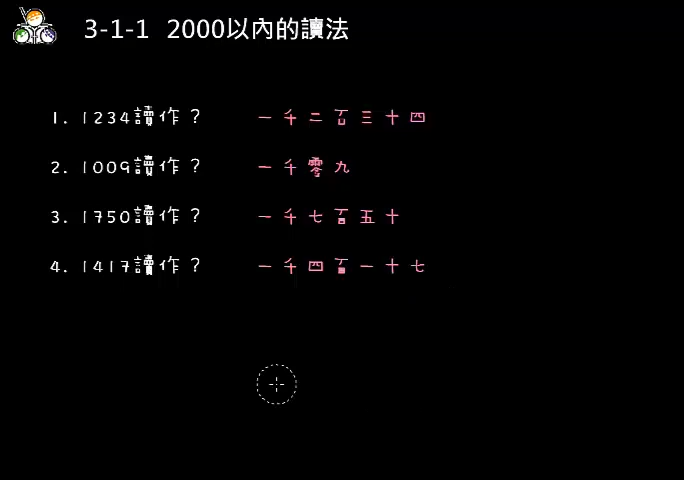 3-1-1 2000以內的讀法
1. 1234讀作？ 一千二百三十四
2. 1009讀作？ 一千零九
3. 1750讀作？ 一千七百五十
4. 1417讀作？ 一千四百一十七